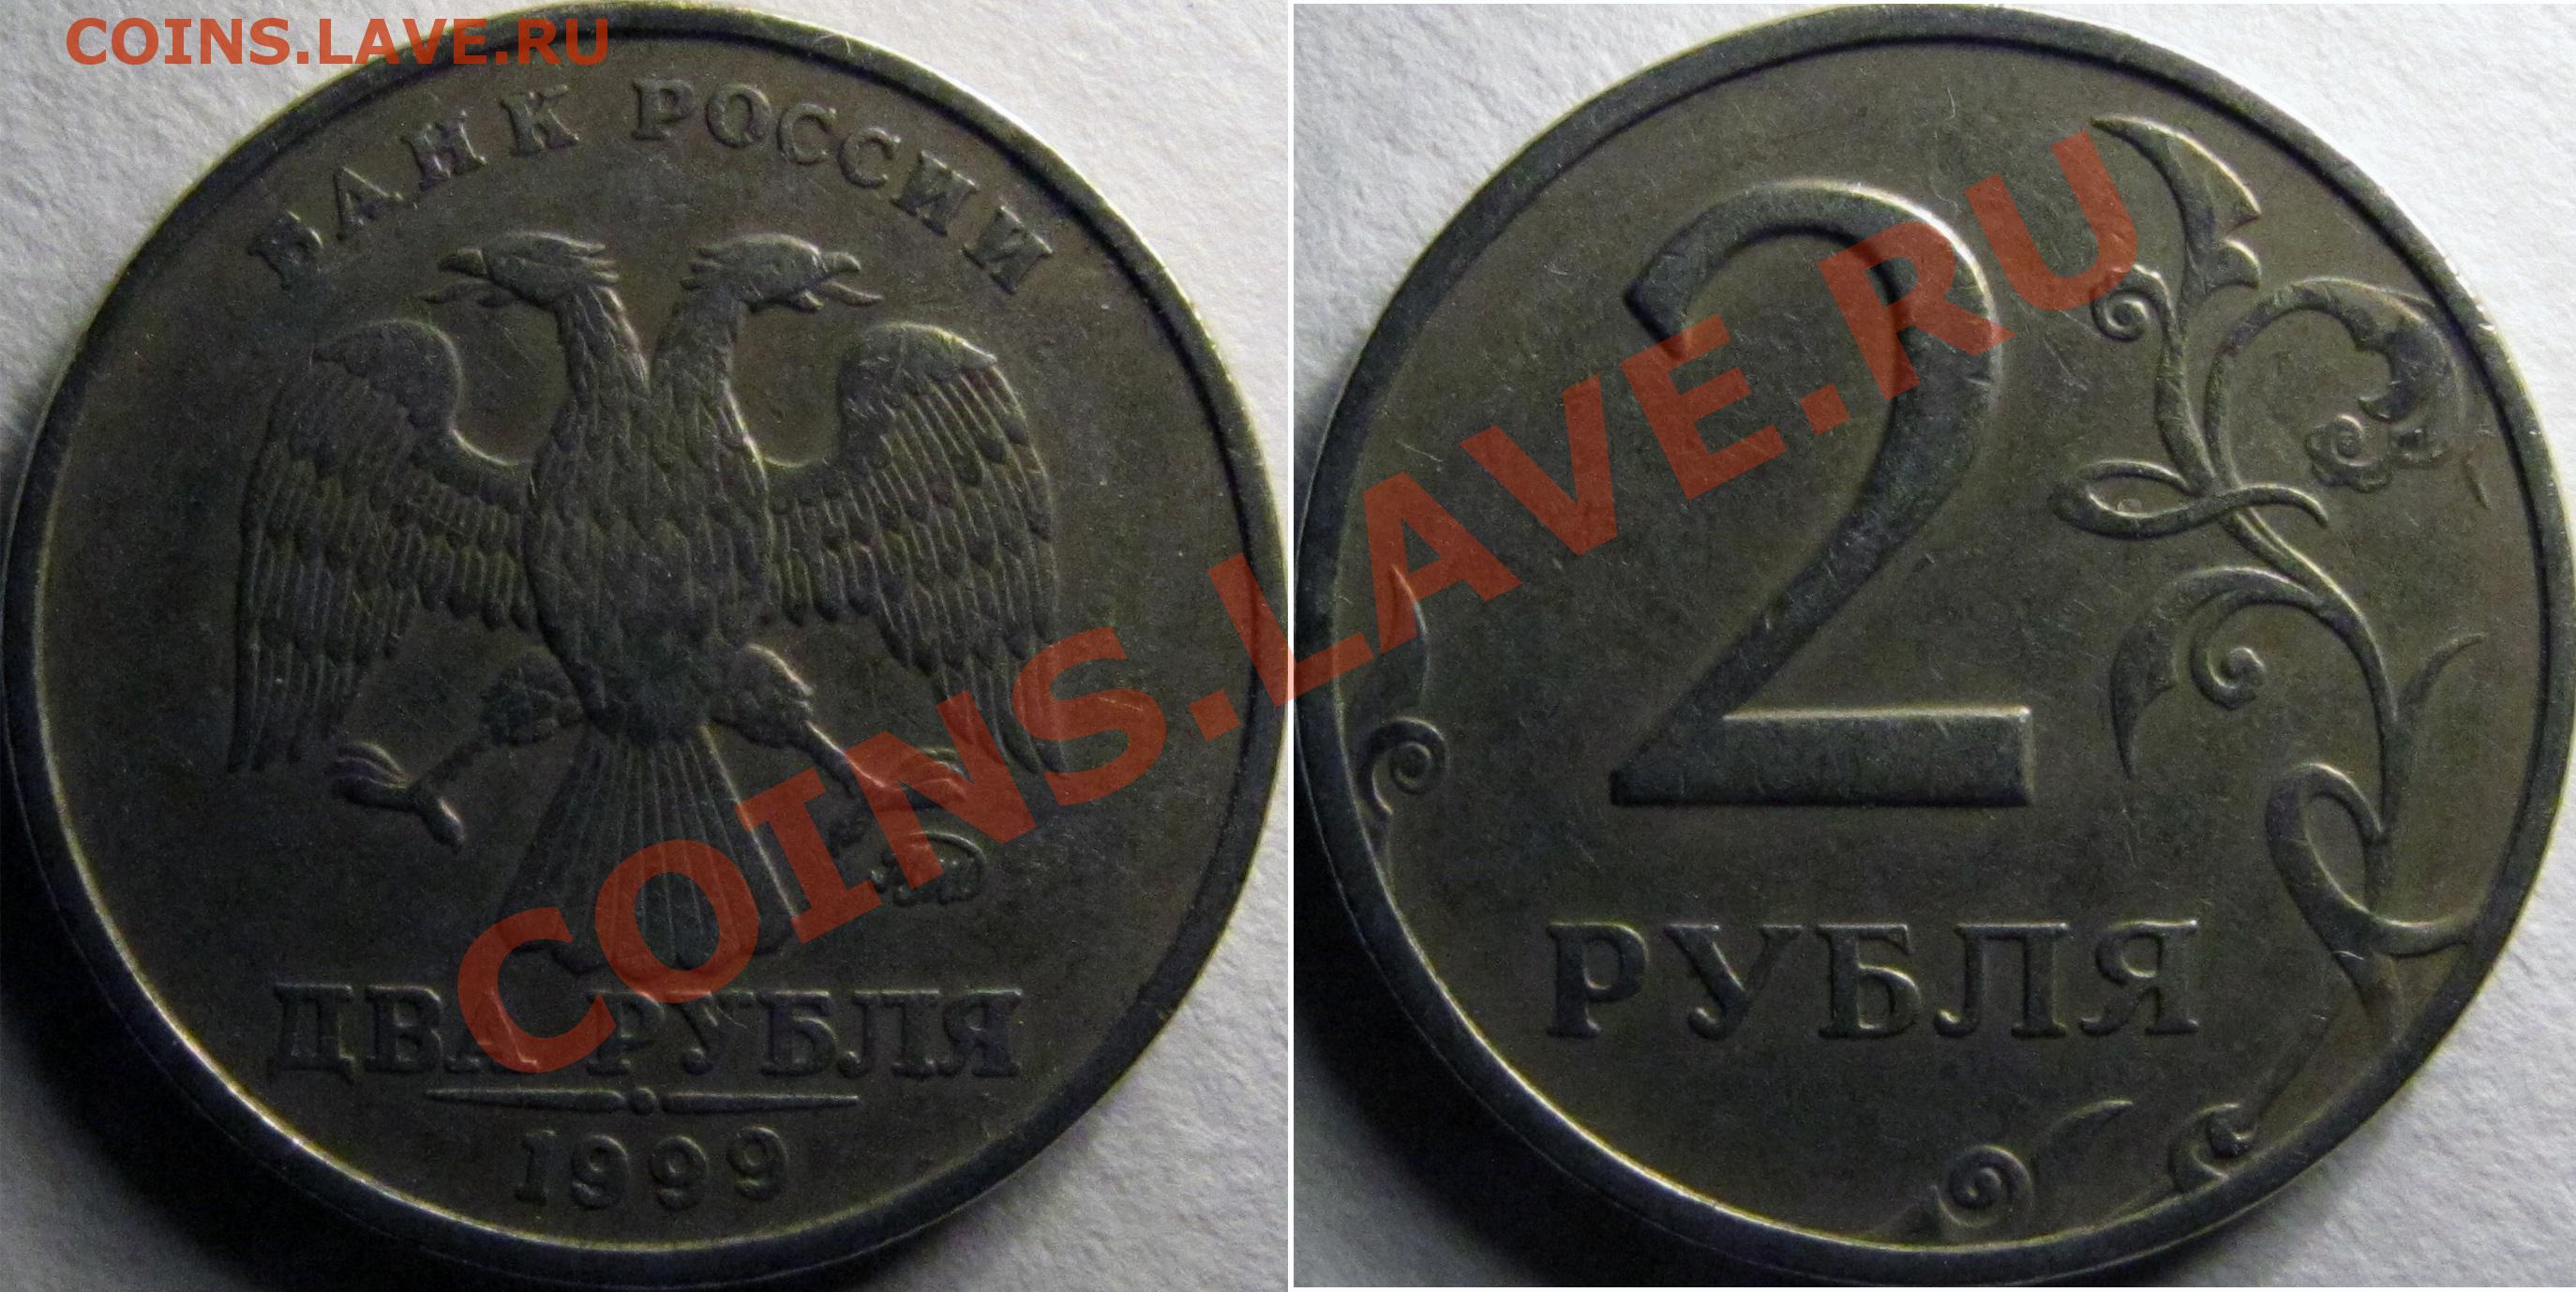 COINS.LAVE.RU
БАНК РОССИИ
ДВА РУБЛЯ
1999
2
РУБЛЯ
COINS.LAVE.RU